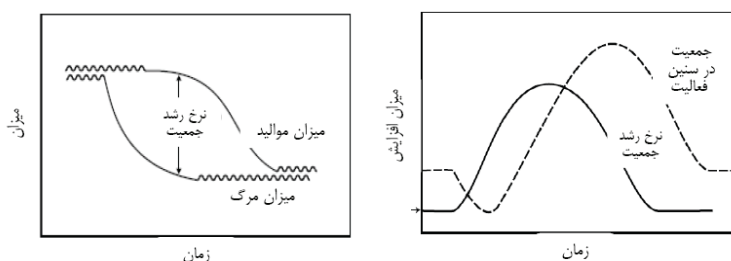 میزان
نرخ رشد
جمعیت
میزان موالید
میزان مرگ
زمان
میزان افزایش
جمعیت
در سنین
فعالیت
نرخ رشد
جمعیت
زمان